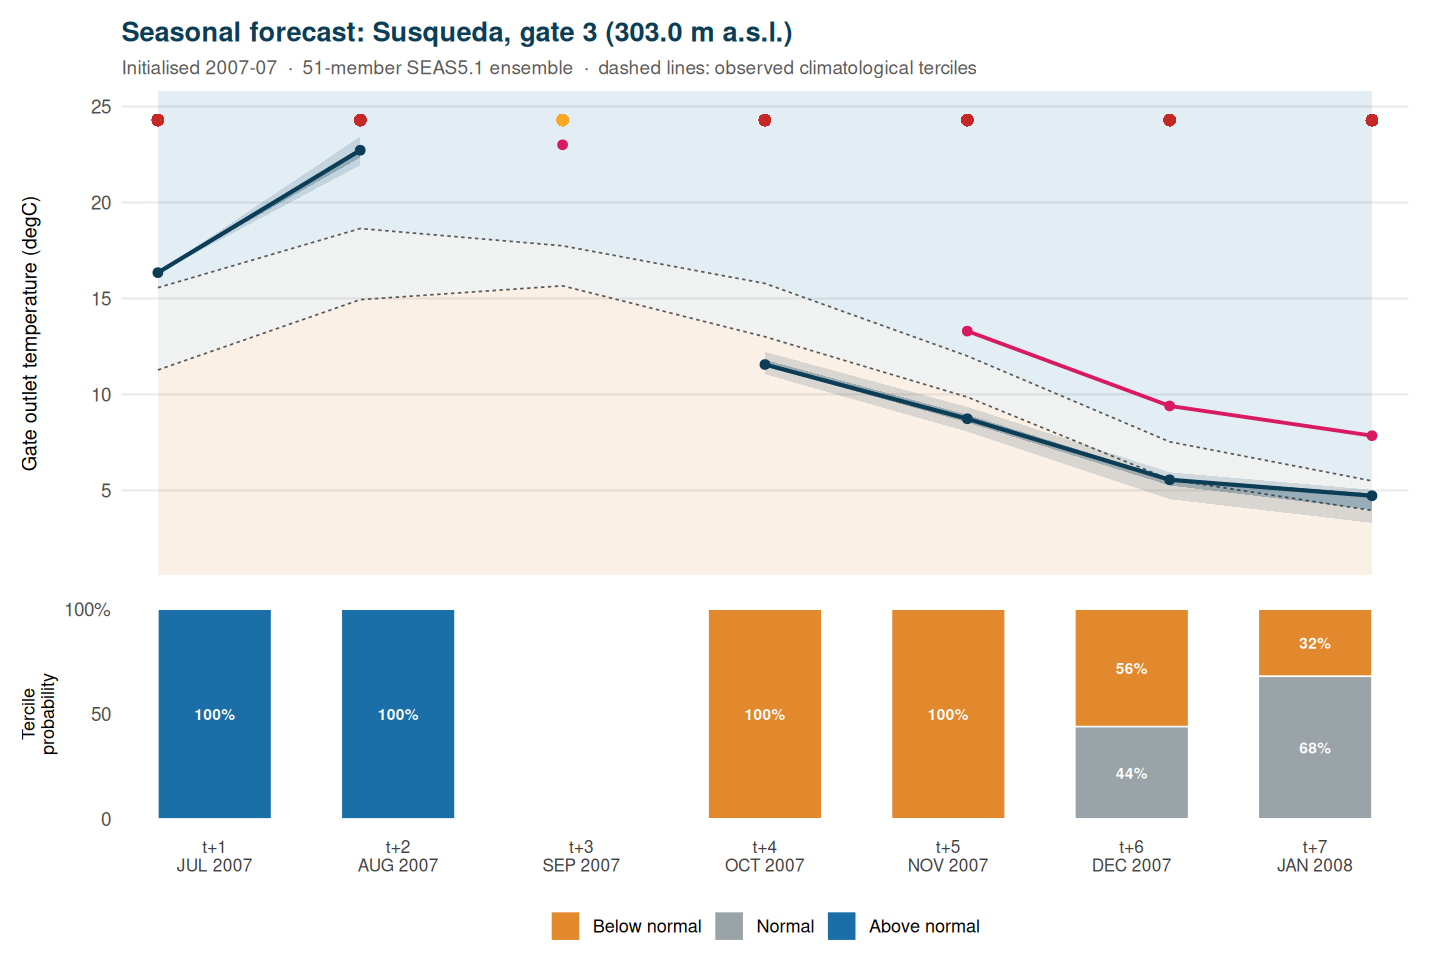 Seasonal forecast: Susqueda, gate 3 (303.0 m a.s.l.)
Initialised 2007-07 · 51-member SEAS5.1 ensemble · dashed lines: observed climatological terciles
Gate outlet temperature (degC)
25
20
15
10
5
Tercile
probability
100%
50
0
100%
100%
100%
100%
56%
44%
32%
68%
t+1
JUL 2007
t+2
AUG 2007
t+3
SEP 2007
t+4
OCT 2007
t+5
NOV 2007
t+6
DEC 2007
t+7
JAN 2008
Below normal
Normal
Above normal